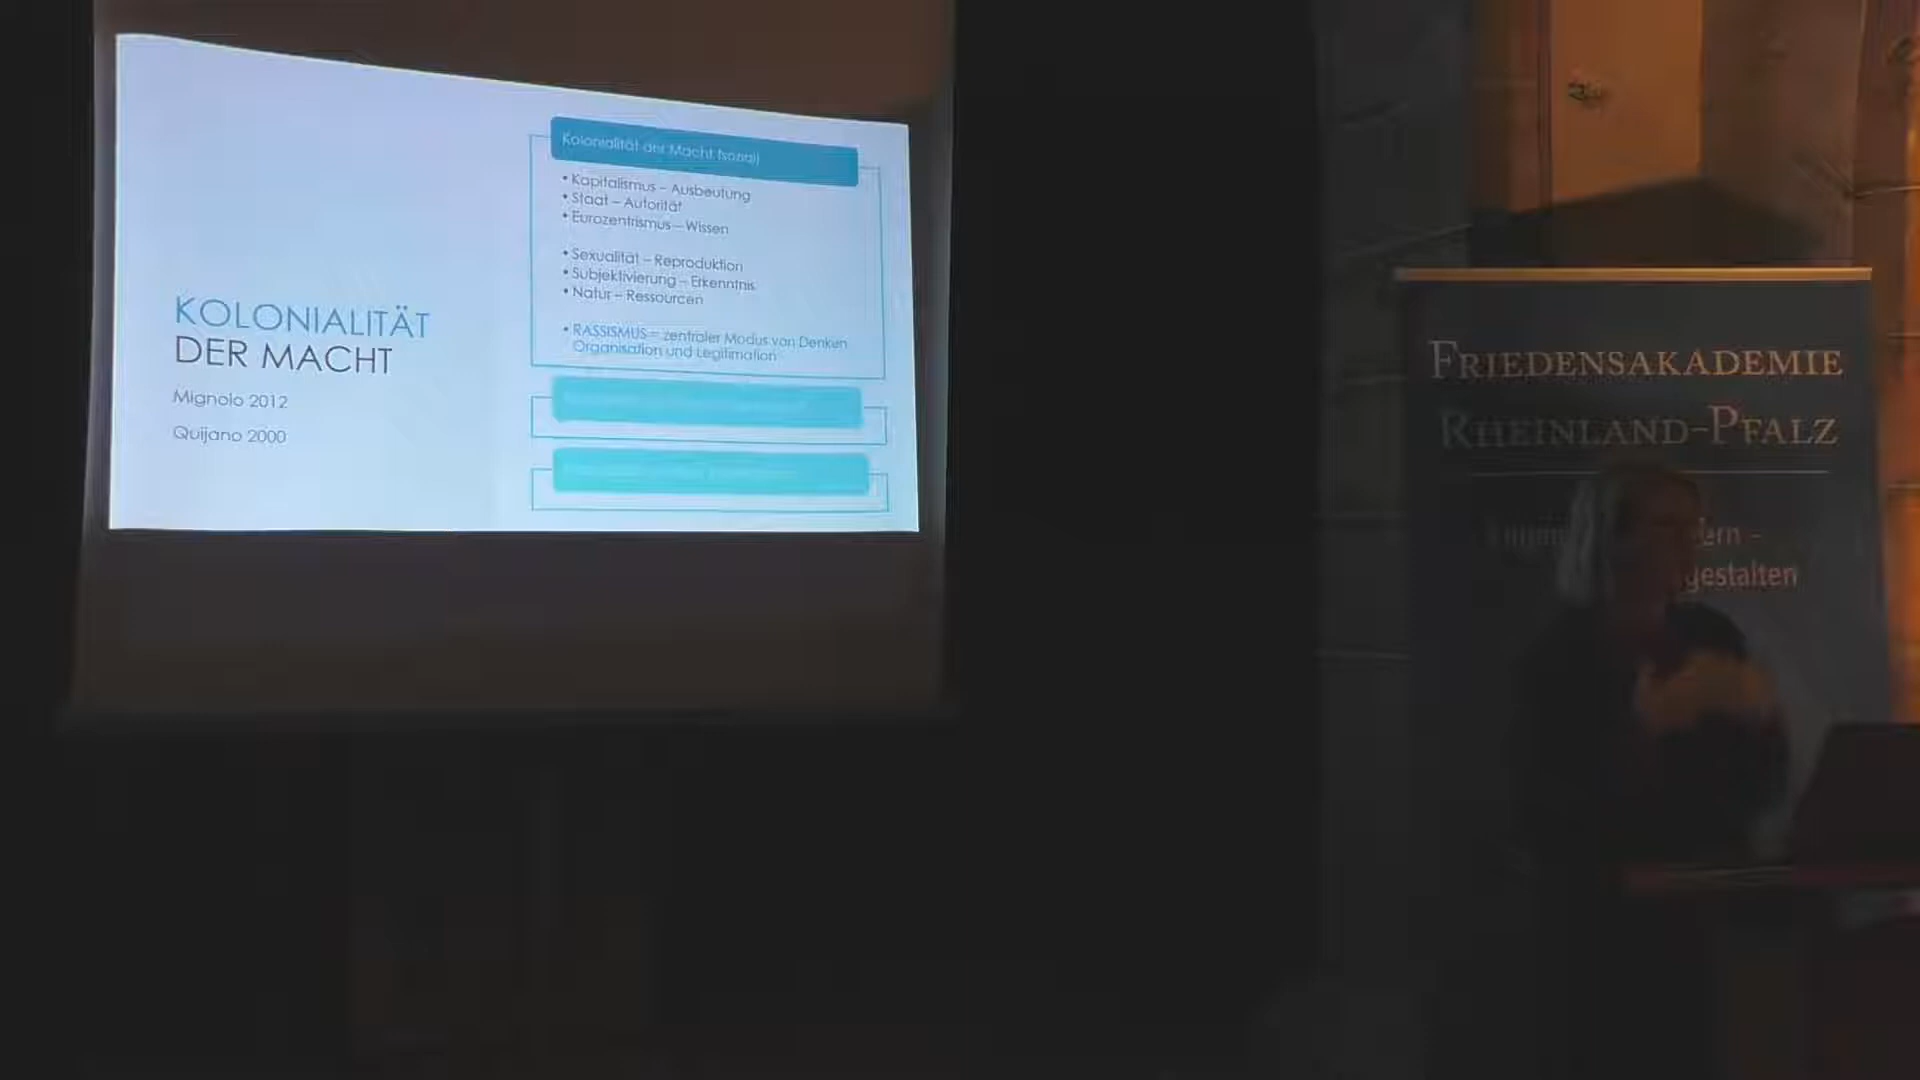 KOLONIALITÄT
DER MACHT
Mignolo 2012
Quijano 2000
Kolonialität der Macht (sozial)
• Kapitalismus – Ausbeutung
• Staat – Autorität
• Eurozentrismus – Wissen
• Sexualität – Reproduktion
• Subjektivierung – Erkenntnis
• Natur – Ressourcen
• RASSISMUS = zentraler Modus von Denken
Organisation und Legitimation
FRIEDENSAKADEMIE
RHEINLAND-PFALZ
gestalten